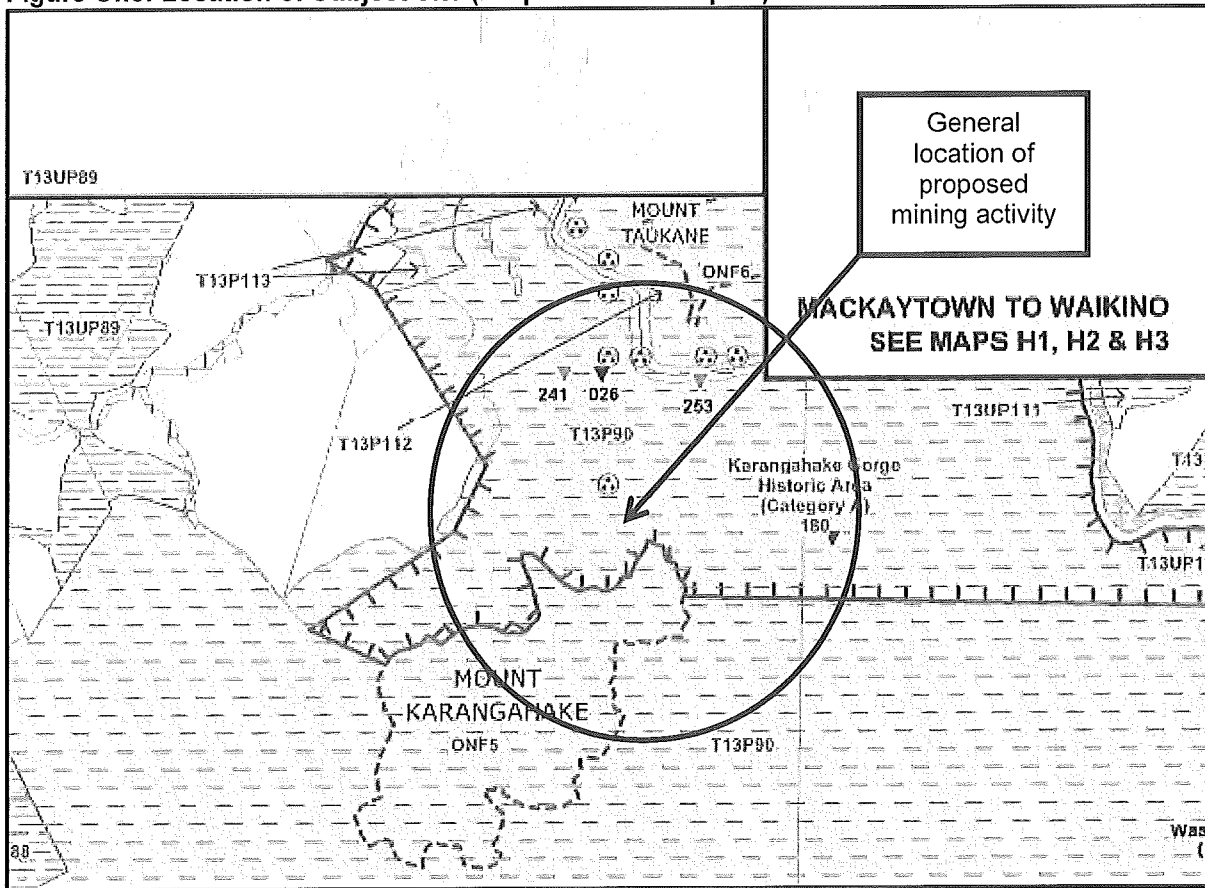 General
location of
proposed
mining activity
T13UP89
MOUNT
TAUKANE
T13P113
ONF6
T13UP89
MACKAYTOWN TO WAIKINO
SEE MAPS H1, H2 & H3
241 026
253
T13UP111
T13P112
T13P90
Karangahake Gorge
Historic Area
(Category A)
160
MOUNT
KARANGAHAKE
ONF5
T13P90